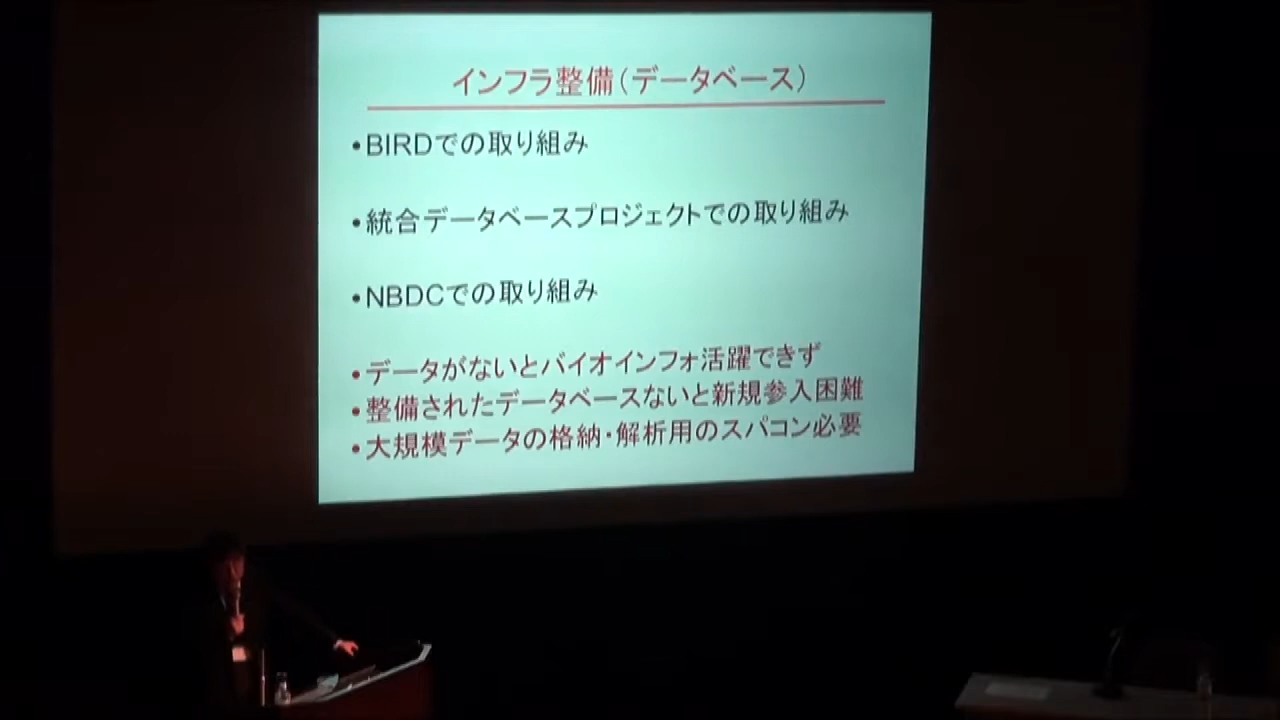 インフラ整備(データベース)
•BIRDでの取り組み
•統合データベースプロジェクトでの取り組み
•NBDCでの取り組み
•データがないとバイオインフォ活躍できず
•整備されたデータベースないと新規参入困難
•大規模データの格納・解析用のスパコン必要